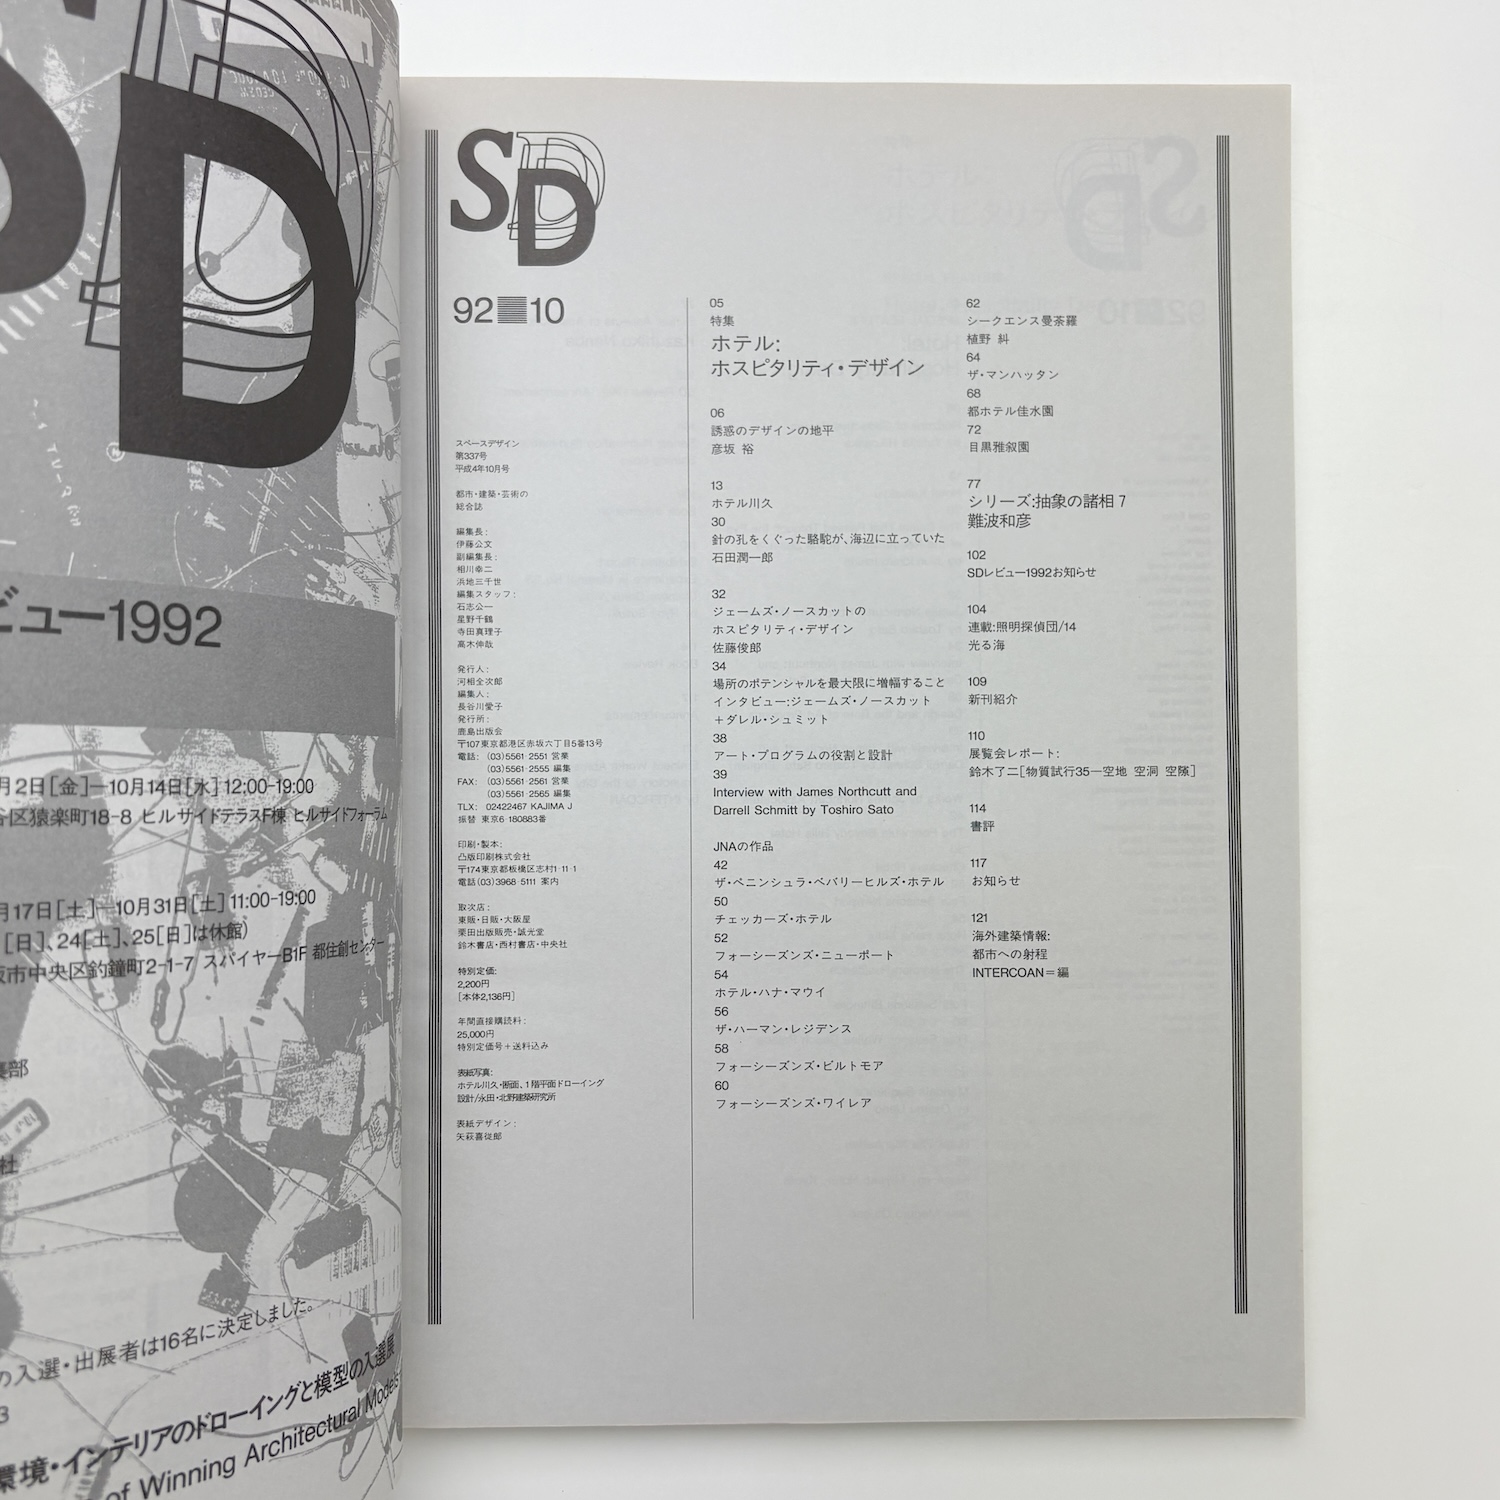 SD
ビュー1992
月2日［金］—10月14日［水］12:00-19:00
谷区猿楽町18-8 ヒルサイドテラスF棟 ヒルサイドフォーラム
月17日［土］—10月31日［土］11:00-19:00
［日］、24［土］、25［日］は休館）
阪市中央区釣鐘町2-1-7 スパイヤーB1F 都住創センター
の入選・出展者は16名に決定しました。
環境・インテリアのドローイングと模型の入選展
of Winning Architectural Models
SD
92 10
スペースデザイン
第337号
平成4年10月号
都市・建築・芸術の
総合誌
編集長：
伊藤公文
副編集長：
相川幸二
浜地三千世
編集スタッフ：
石志公一
星野千鶴
寺田真理子
高木伸哉
発行人：
河相全次郎
編集人：
長谷川愛子
発行所：
鹿島出版会
〒107東京都港区赤坂六丁目5番13号
電話：（03）5561-2551 営業
（03）5561-2555 編集
FAX：（03）5561-2561 営業
（03）5561-2565 編集
TLX： 02422467 KAJIMA J
振替 東京6-180883番
印刷・製本：
凸版印刷株式会社
〒174東京都板橋区志村1-11-1
電話（03）3968-5111 案内
取次店：
東販・日販・大阪屋
栗田出版販売・誠光堂
鈴木書店・西村書店・中央社
特別定価：
2,200円
［本体2,136円］
年間直接購読料：
25,000円
特別定価号＋送料込み
表紙写真：
ホテル川久・断面、1階平面ドローイング
設計／永田・北野建築研究所
表紙デザイン：
矢萩喜従郎
05
特集
ホテル：
ホスピタリティ・デザイン
06
誘惑のデザインの地平
彦坂 裕
13
ホテル川久
30
針の孔をくぐった駱駝が、海辺に立っていた
石田潤一郎
32
ジェームズ・ノースカットの
ホスピタリティ・デザイン
佐藤俊郎
34
場所のポテンシャルを最大限に増幅すること
インタビュー：ジェームズ・ノースカット
＋ダレル・シュミット
38
アート・プログラムの役割と設計
39
Interview with James Northcutt and
Darrell Schmitt by Toshiro Sato
JNAの作品
42
ザ・ペニンシュラ・ベバリーヒルズ・ホテル
50
チェッカーズ・ホテル
52
フォーシーズンズ・ニューポート
54
ホテル・ハナ・マウイ
56
ザ・ハーマン・レジデンス
58
フォーシーズンズ・ビルトモア
60
フォーシーズンズ・ワイレア
62
シークエンス曼荼羅
植野 糾
64
ザ・マンハッタン
68
都ホテル佳水園
72
目黒雅叙園
77
シリーズ：抽象の諸相 7
難波和彦
102
SDレビュー1992お知らせ
104
連載：照明探偵団/14
光る海
109
新刊紹介
110
展覧会レポート：
鈴木了二［物質試行35—空地 空洞 空隙］
114
書評
117
お知らせ
121
海外建築情報：
都市への射程
INTERCOAN＝編